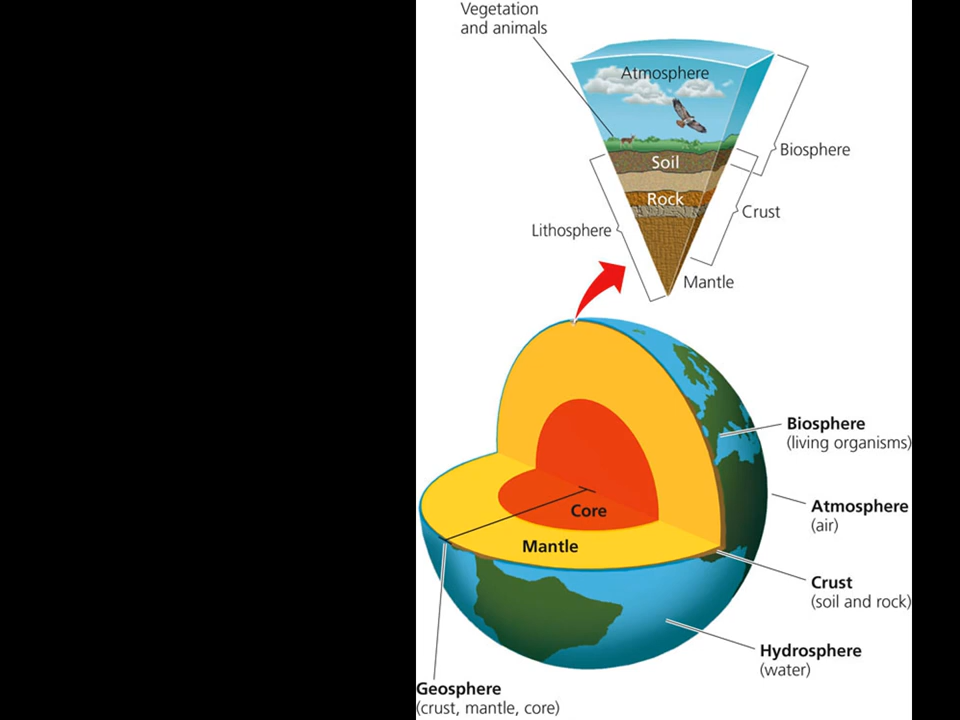 Vegetation
and animals
Atmosphere
Biosphere
Soil
Rock
Crust
Lithosphere
Mantle
Biosphere
(living organisms)
Atmosphere
(air)
Core
Mantle
Crust
(soil and rock)
Hydrosphere
(water)
Geosphere
(crust, mantle, core)